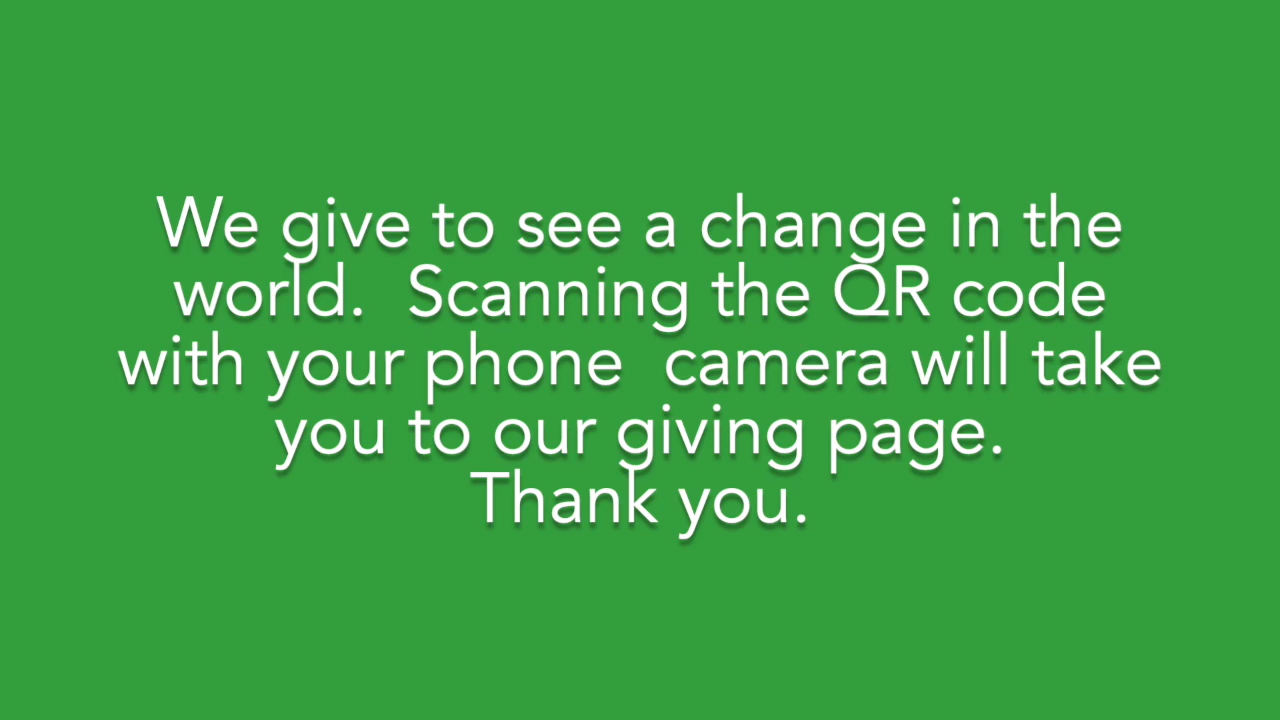 We give to see a change in the
world.  Scanning the QR code
with your phone  camera will take
you to our giving page.
Thank you.